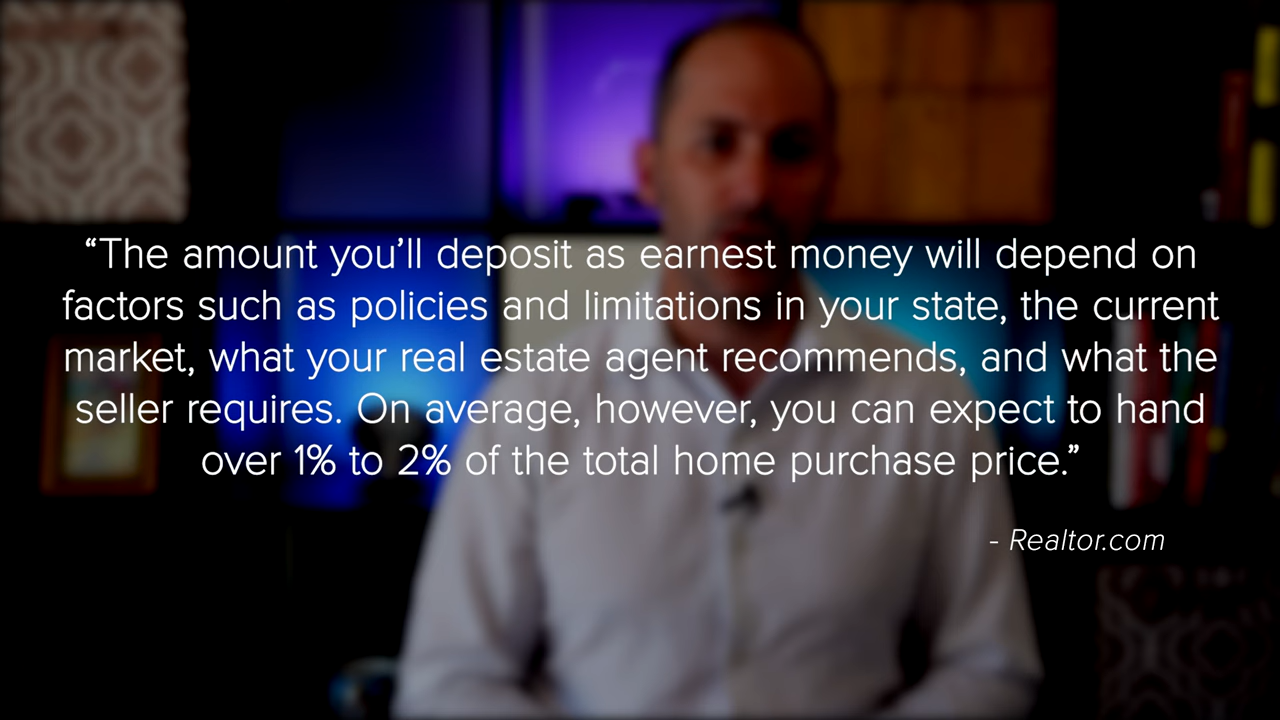 “The amount you’ll deposit as earnest money will depend on
factors such as policies and limitations in your state, the current
market, what your real estate agent recommends, and what the
seller requires. On average, however, you can expect to hand
over 1% to 2% of the total home purchase price.”
- Realtor.com